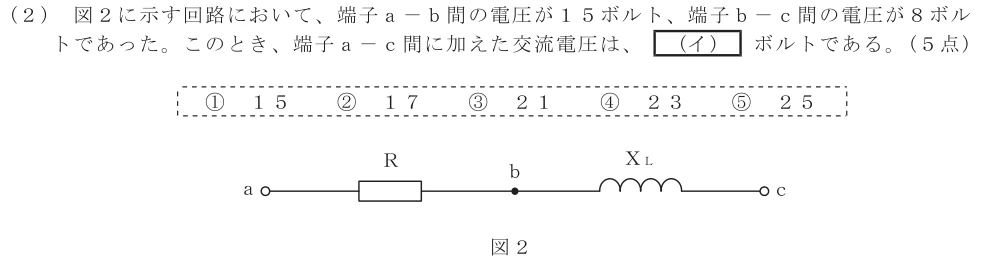 （２）　図２に示す回路において、端子ａ－ｂ間の電圧が１５ボルト、端子ｂ－ｃ間の電圧が８ボル
トであった。このとき、端子ａ－ｃ間に加えた交流電圧は、　（イ）　ボルトである。（５点）
①　１５　②　１７　③　２１　④　２３　⑤　２５
R　XL
a　b　c
図２